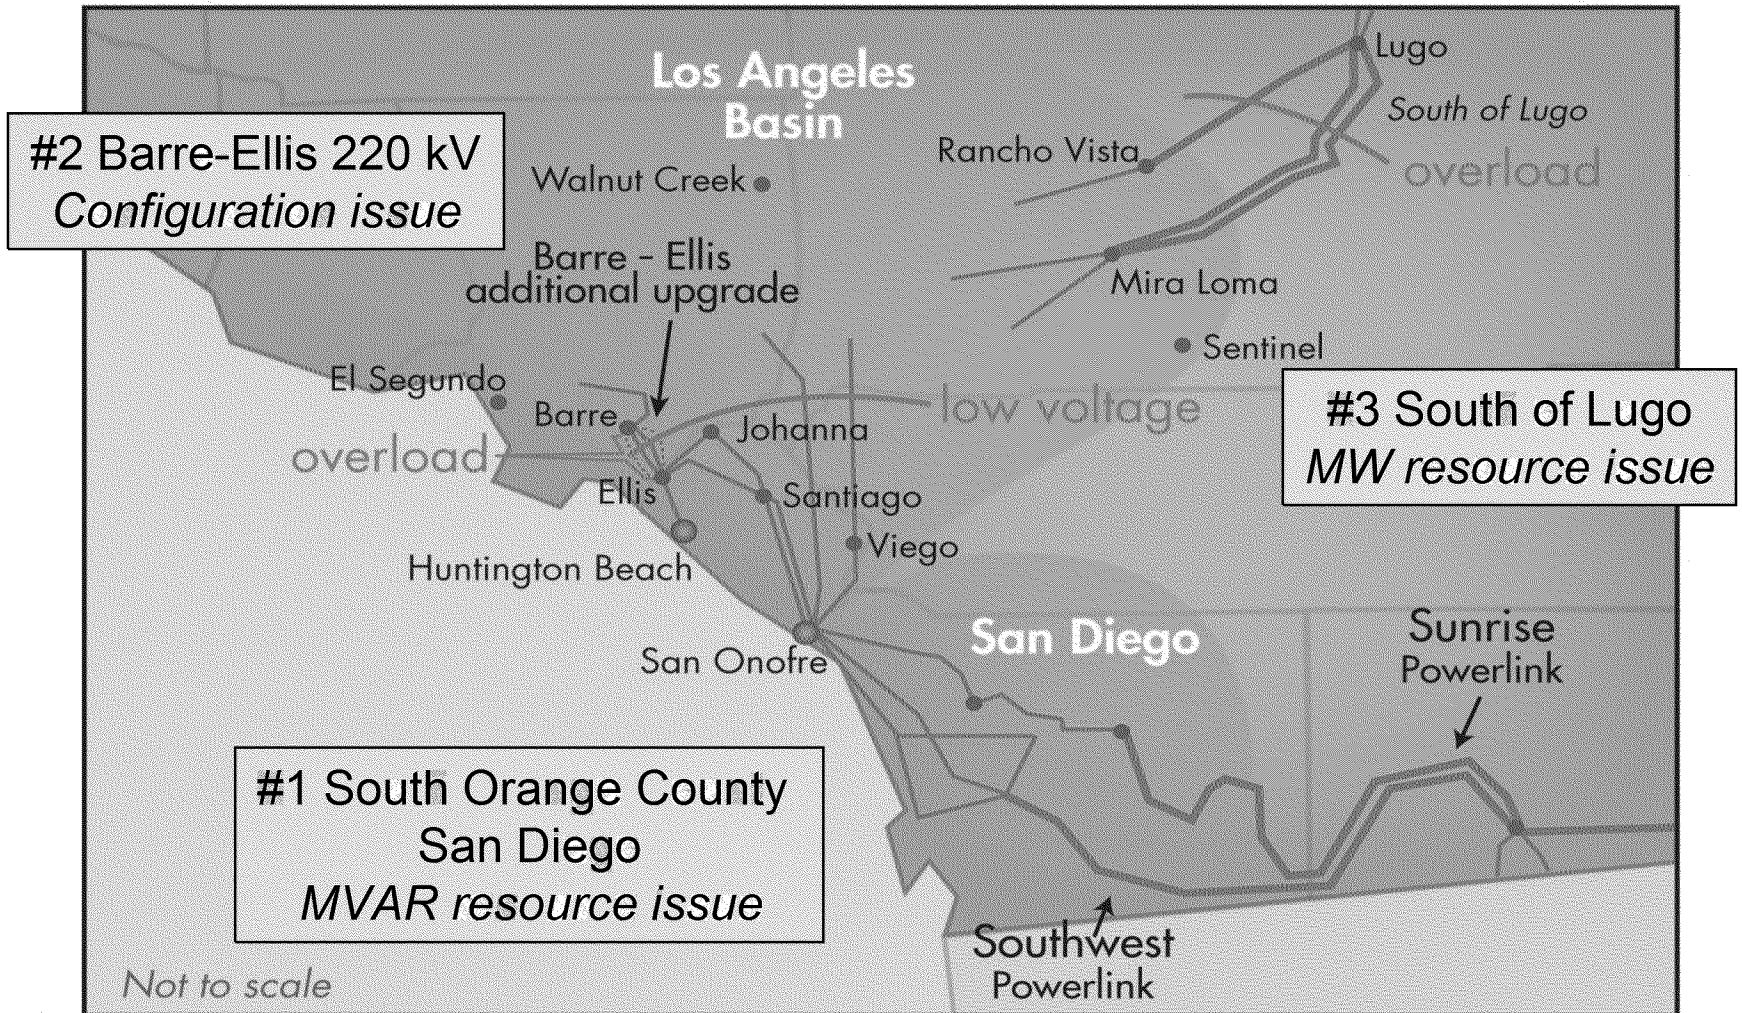 Lugo
Los Angeles
Basin
South of Lugo
#2 Barre-Ellis 220 kV
Configuration issue
Rancho Vista
overload
Walnut Creek
Barre – Ellis
additional upgrade
Mira Loma
Sentinel
El Segundo
Barre
Johanna
low voltage
#3 South of Lugo
MW resource issue
overload
Ellis
Santiago
Viego
Huntington Beach
San Onofre
San Diego
Sunrise
Powerlink
#1 South Orange County
San Diego
MVAR resource issue
Southwest
Powerlink
Not to scale